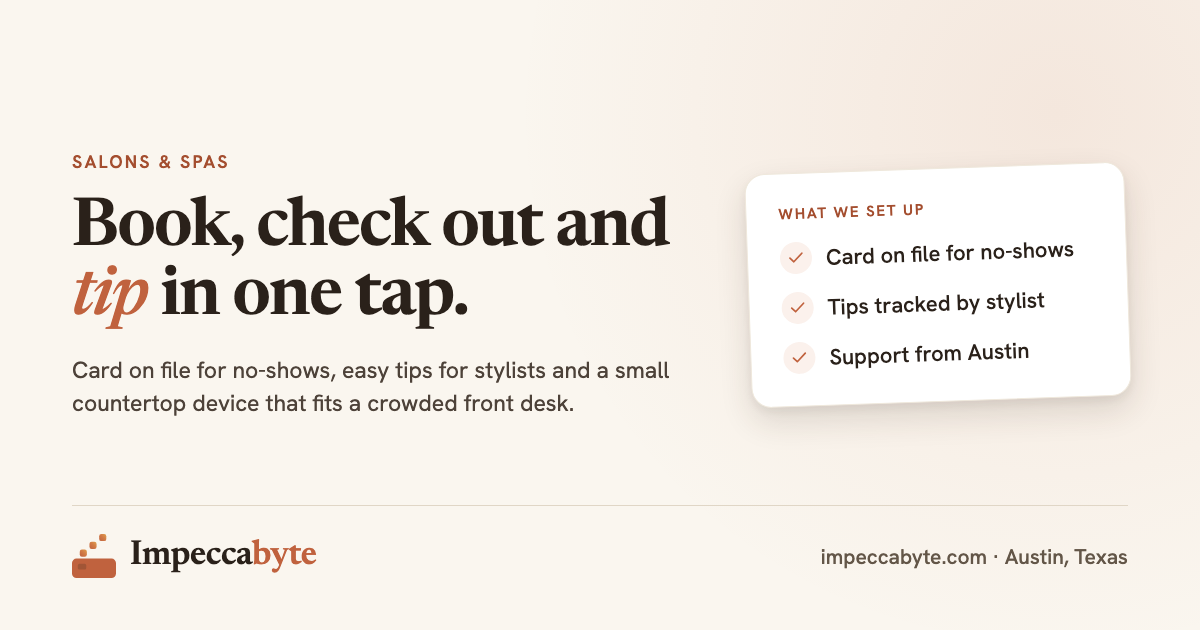 SALONS & SPAS
Book, check out and
tip in one tap.
Card on file for no-shows, easy tips for stylists and a small
countertop device that fits a crowded front desk.
WHAT WE SET UP
Card on file for no-shows
Tips tracked by stylist
Support from Austin
Impeccabyte
impeccabyte.com · Austin, Texas